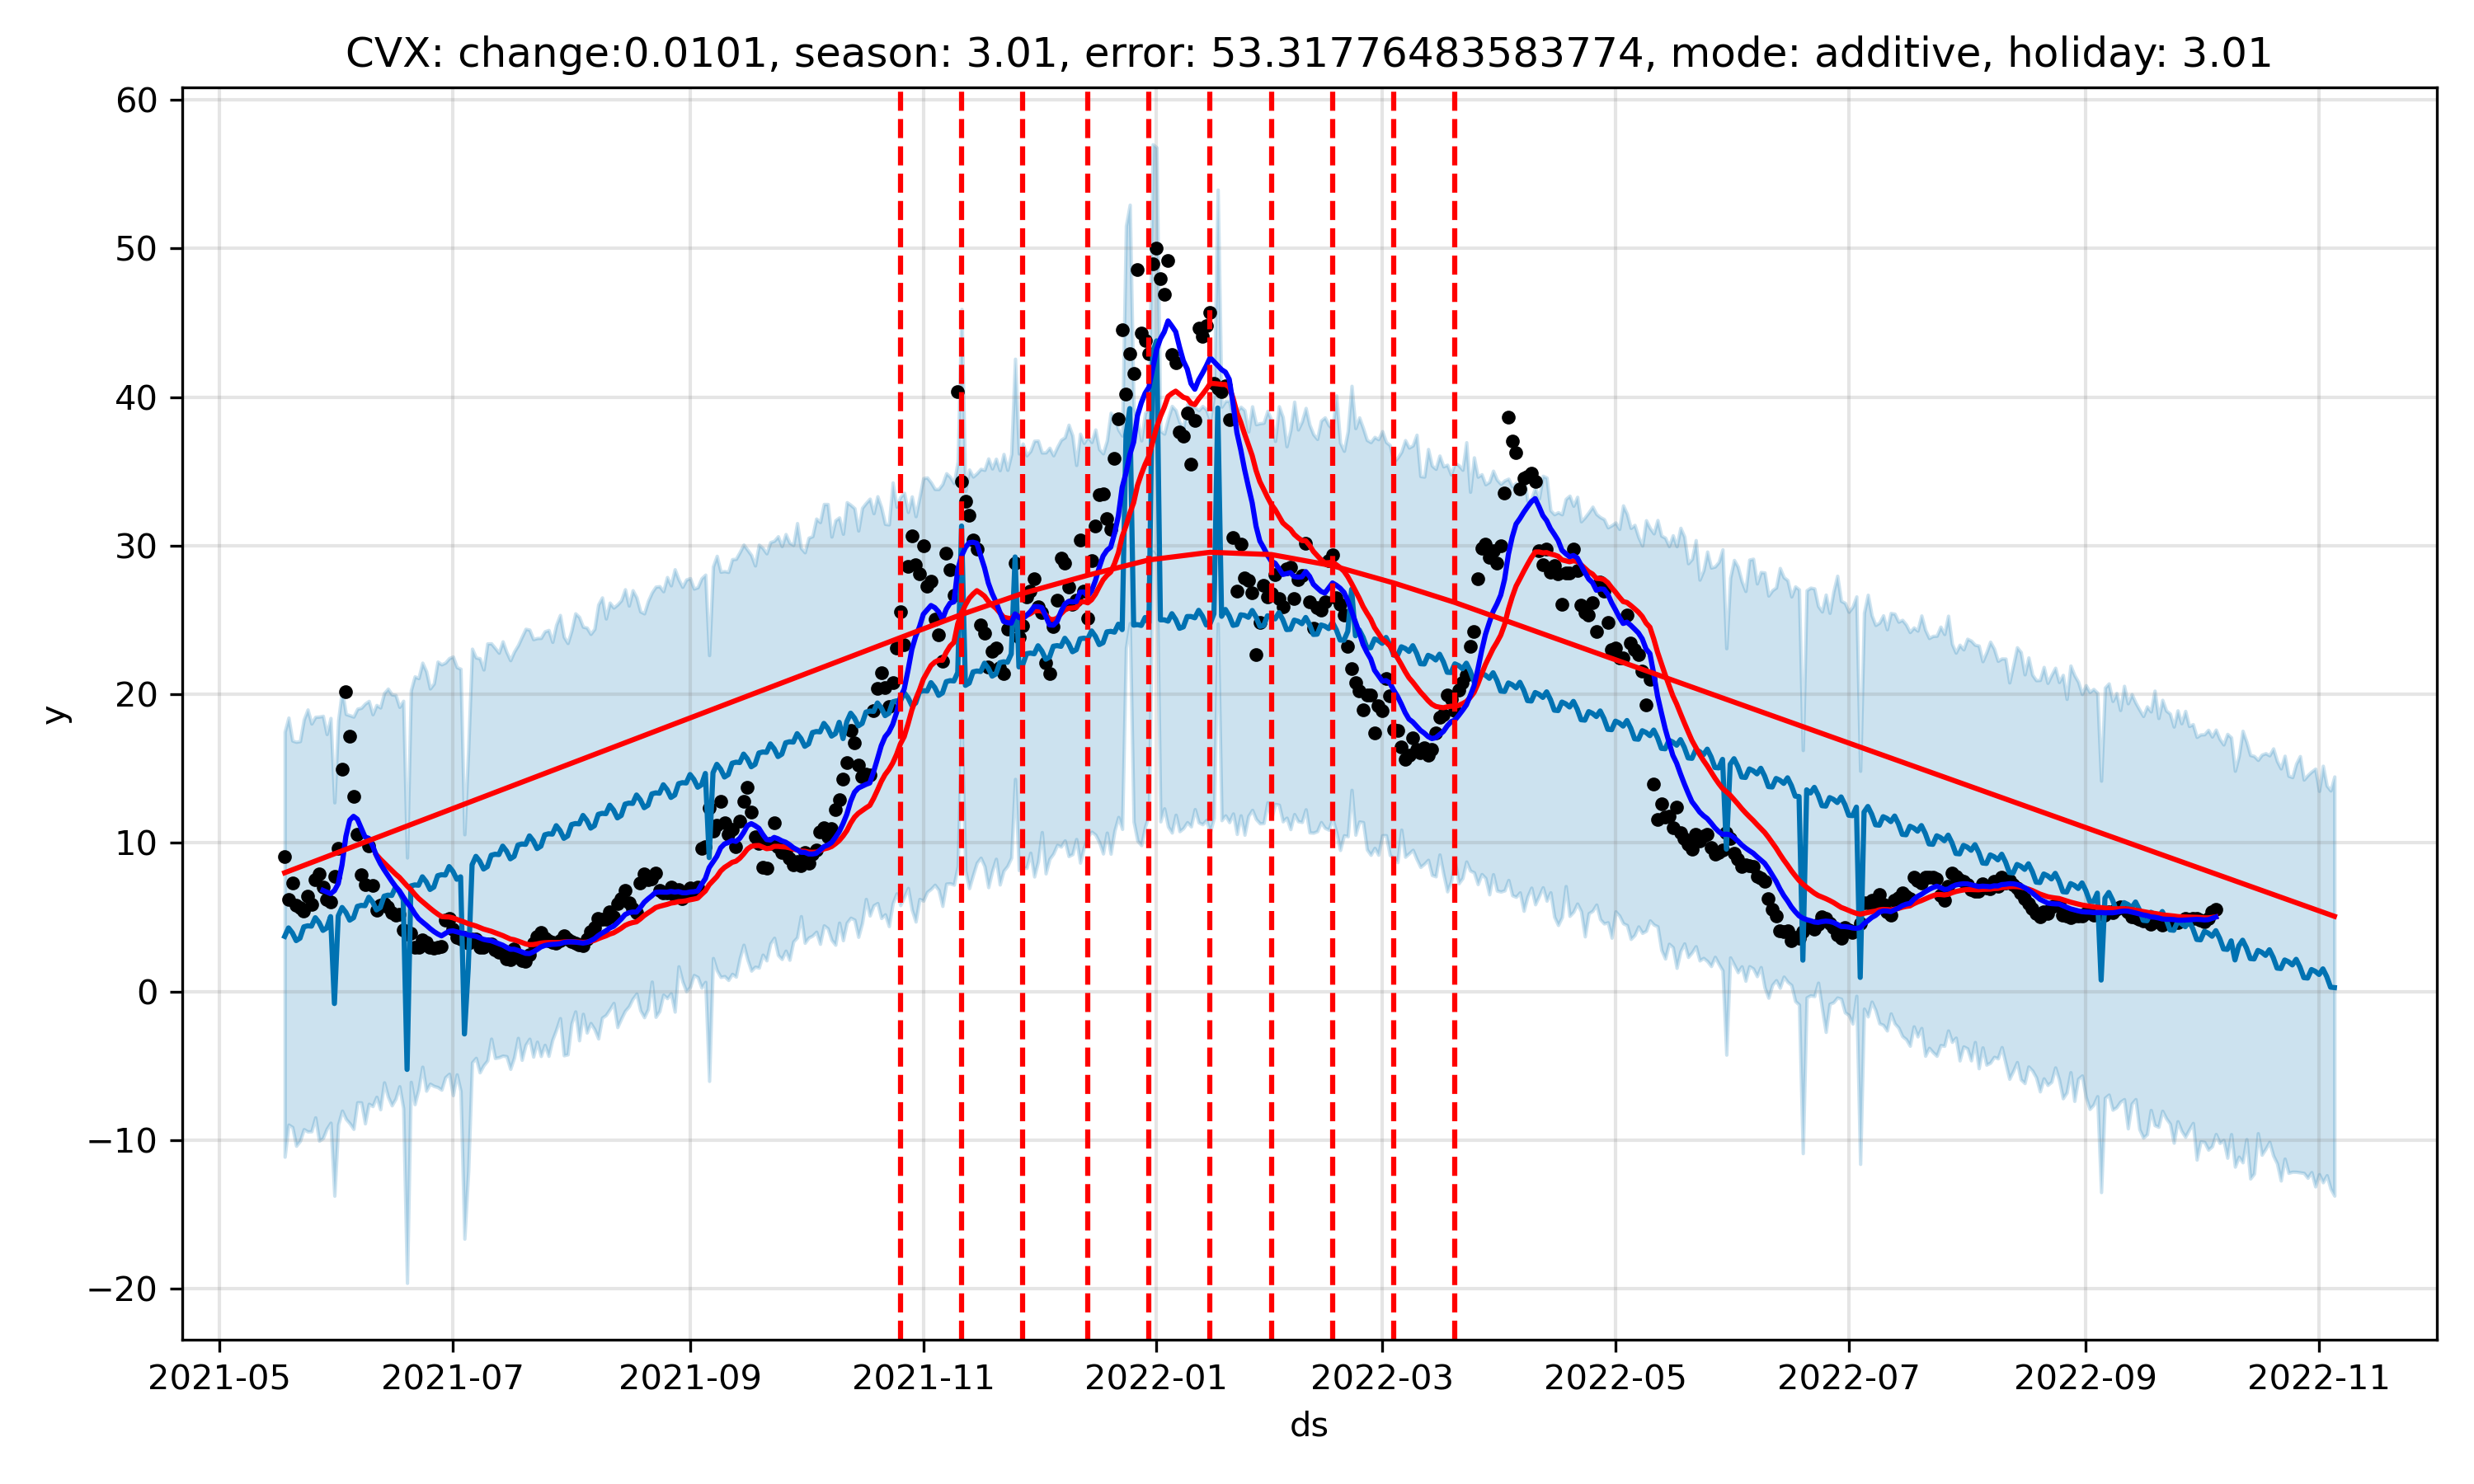 CVX: change:0.0101, season: 3.01, error: 53.31776483583774, mode: additive, holiday: 3.01
60
50
40
30
20
10
0
−10
−20
y
2021-05 2021-07 2021-09 2021-11 2022-01 2022-03 2022-05 2022-07 2022-09 2022-11
ds